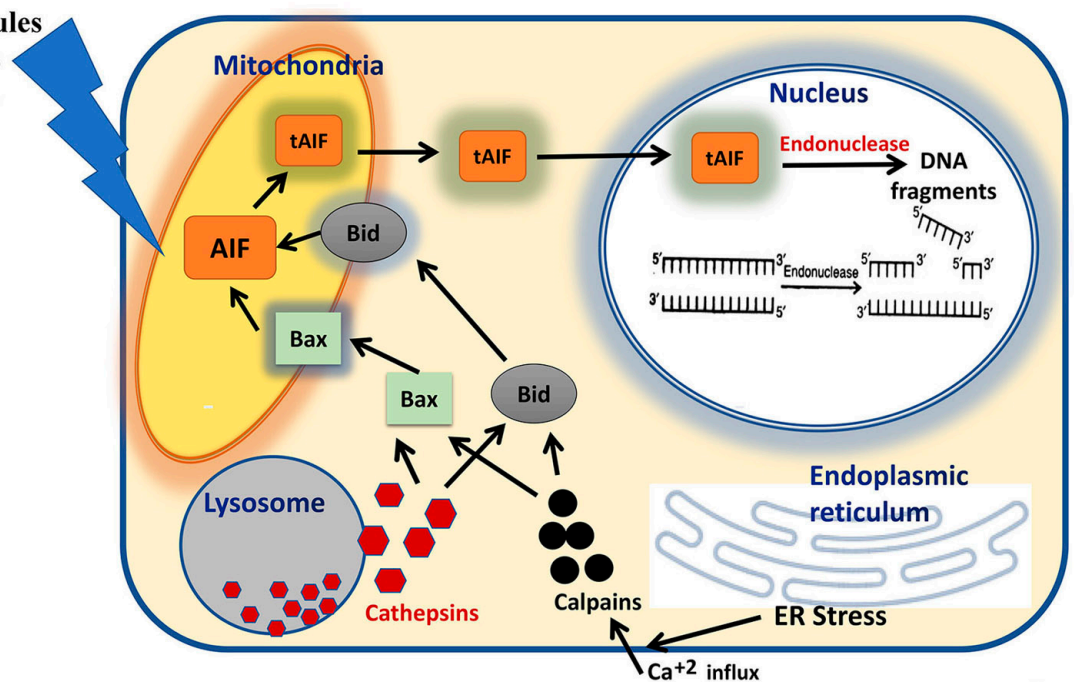 ules
Mitochondria
Nucleus
tAIF
tAIF
tAIF
Endonuclease
DNA
fragments
5′
3′
AIF
Bid
5′
3′
Endonuclease
5′
3′
5′
3′
3′
5′
3′
5′
Bax
Bax
Bid
Lysosome
Endoplasmic
reticulum
Cathepsins
Calpains
ER Stress
Ca+2 influx